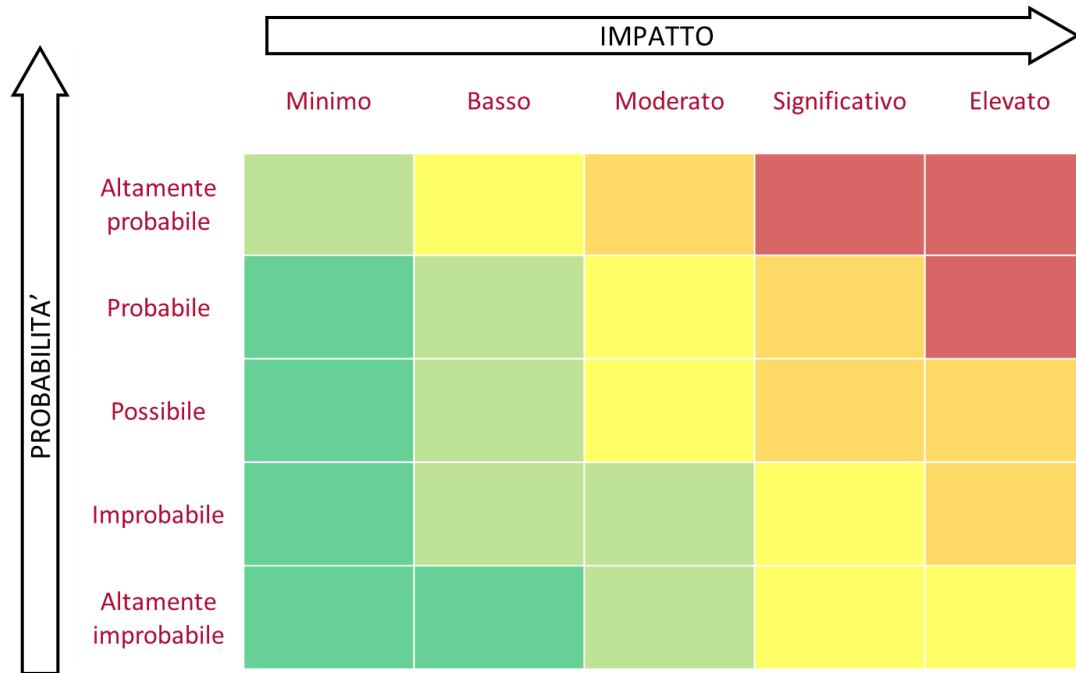 IMPATTO
Minimo Basso Moderato Significativo Elevato
PROBABILITA’
Altamente
probabile
Probabile
Possibile
Improbabile
Altamente
improbabile